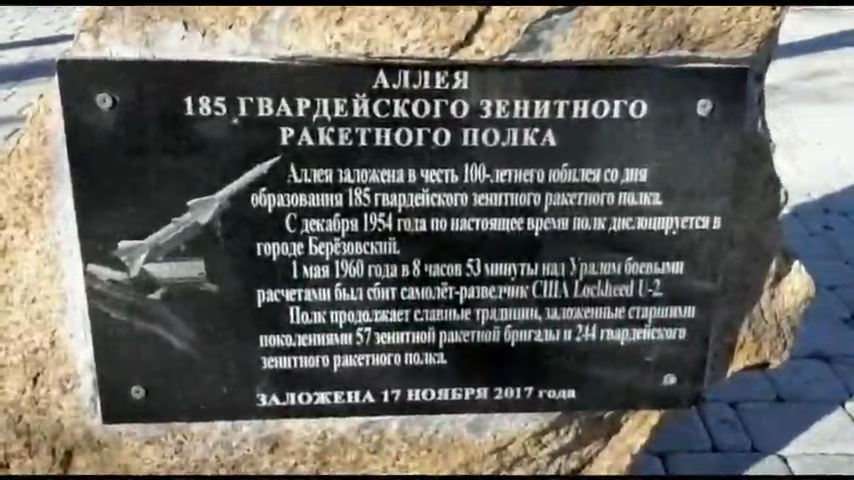 АЛЛЕЯ
185 ГВАРДЕЙСКОГО ЗЕНИТНОГО
РАКЕТНОГО ПОЛКА
Аллея заложена в честь 100-летнего юбилея со дня
образования 185 гвардейского зенитного ракетного полка.
С декабря 1954 года по настоящее время полк дислоцируется в
городе Берёзовский.
1 мая 1960 года в 8 часов 53 минуты над Уралом боевыми
расчетами был сбит самолёт-разведчик США Lockheed U-2.
Полк продолжает славные традиции, заложенные старшими
поколениями 57 зенитной ракетной бригады и 244 гвардейского
зенитного ракетного полка.
ЗАЛОЖЕНА 17 НОЯБРЯ 2017 года